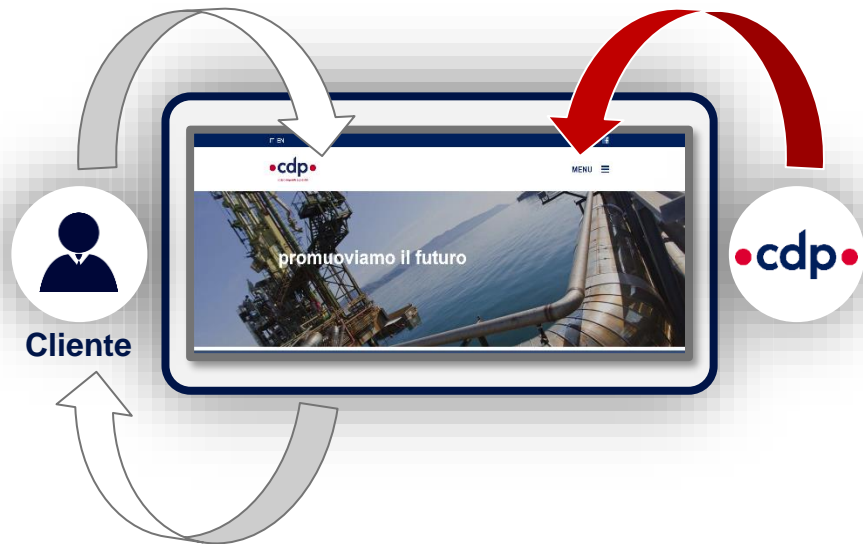 IT EN
•cdp•
MENU
promuoviamo il futuro
•cdp•
Cliente